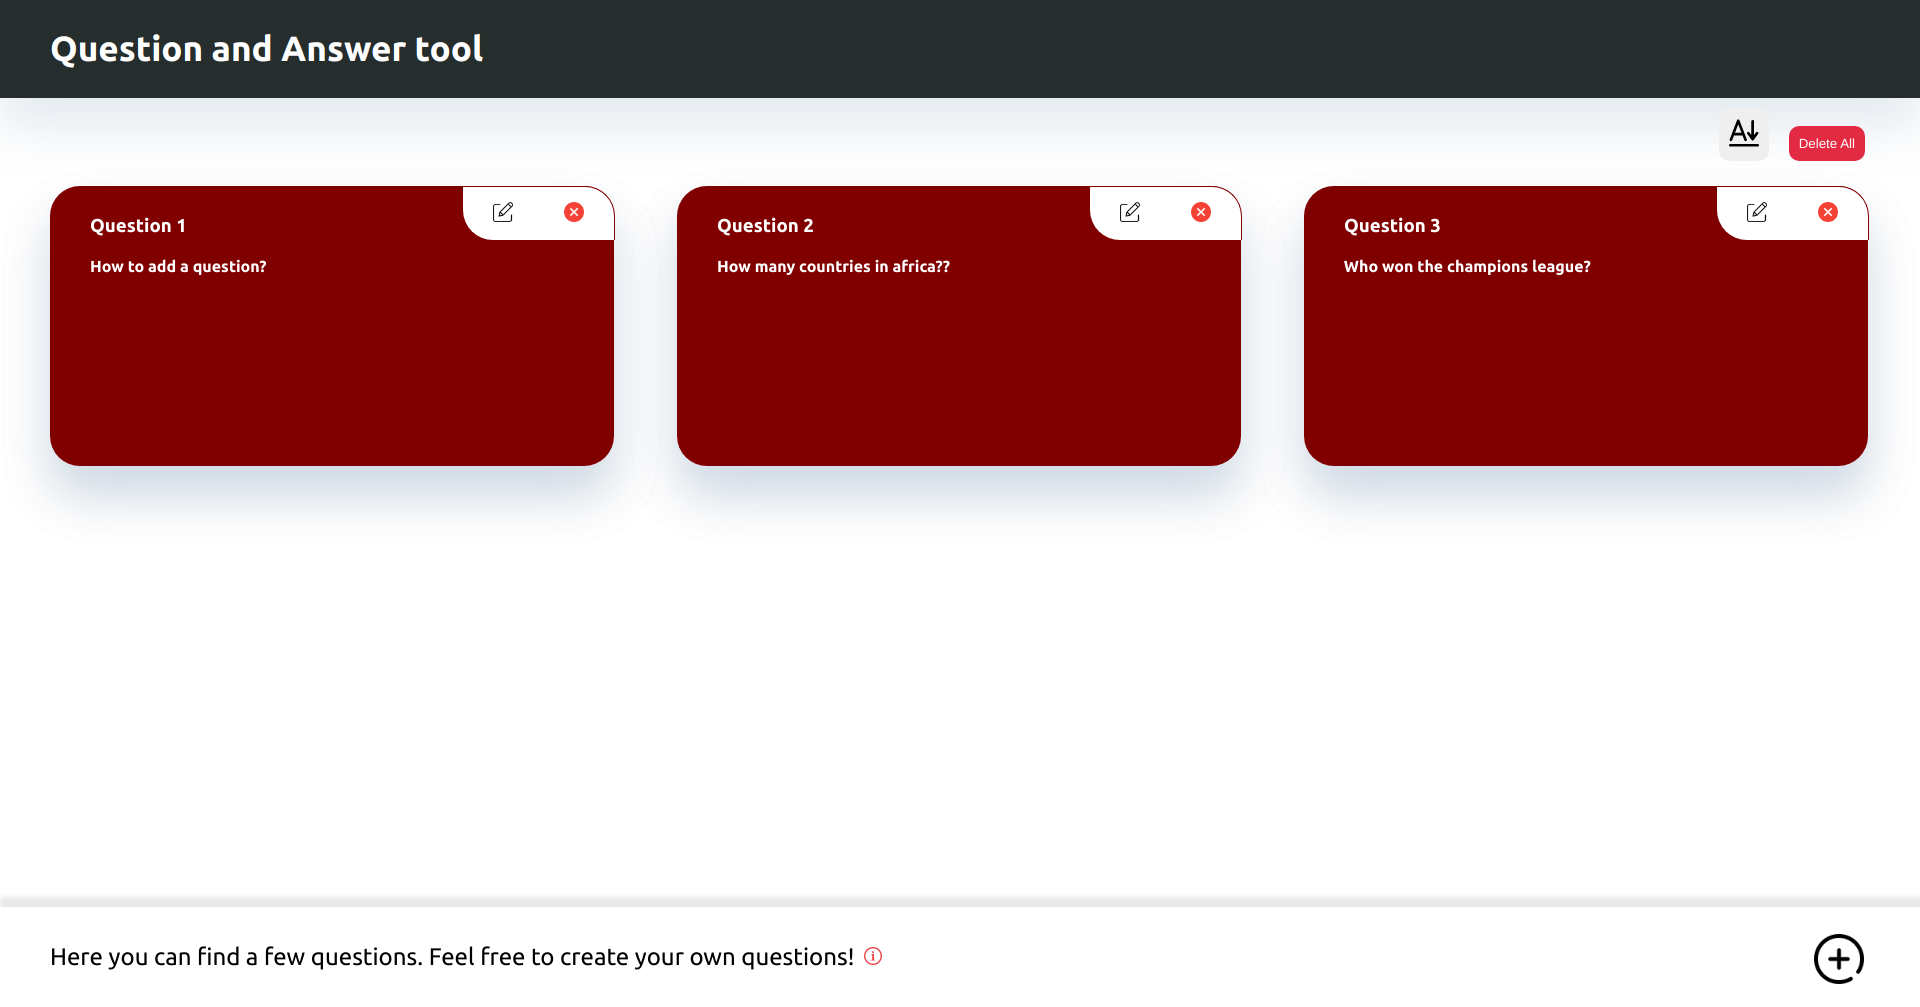 Question and Answer tool
A
Delete All
Question 1
How to add a question?
Question 2
How many countries in africa??
Question 3
Who won the champions league?
Here you can find a few questions. Feel free to create your own questions!